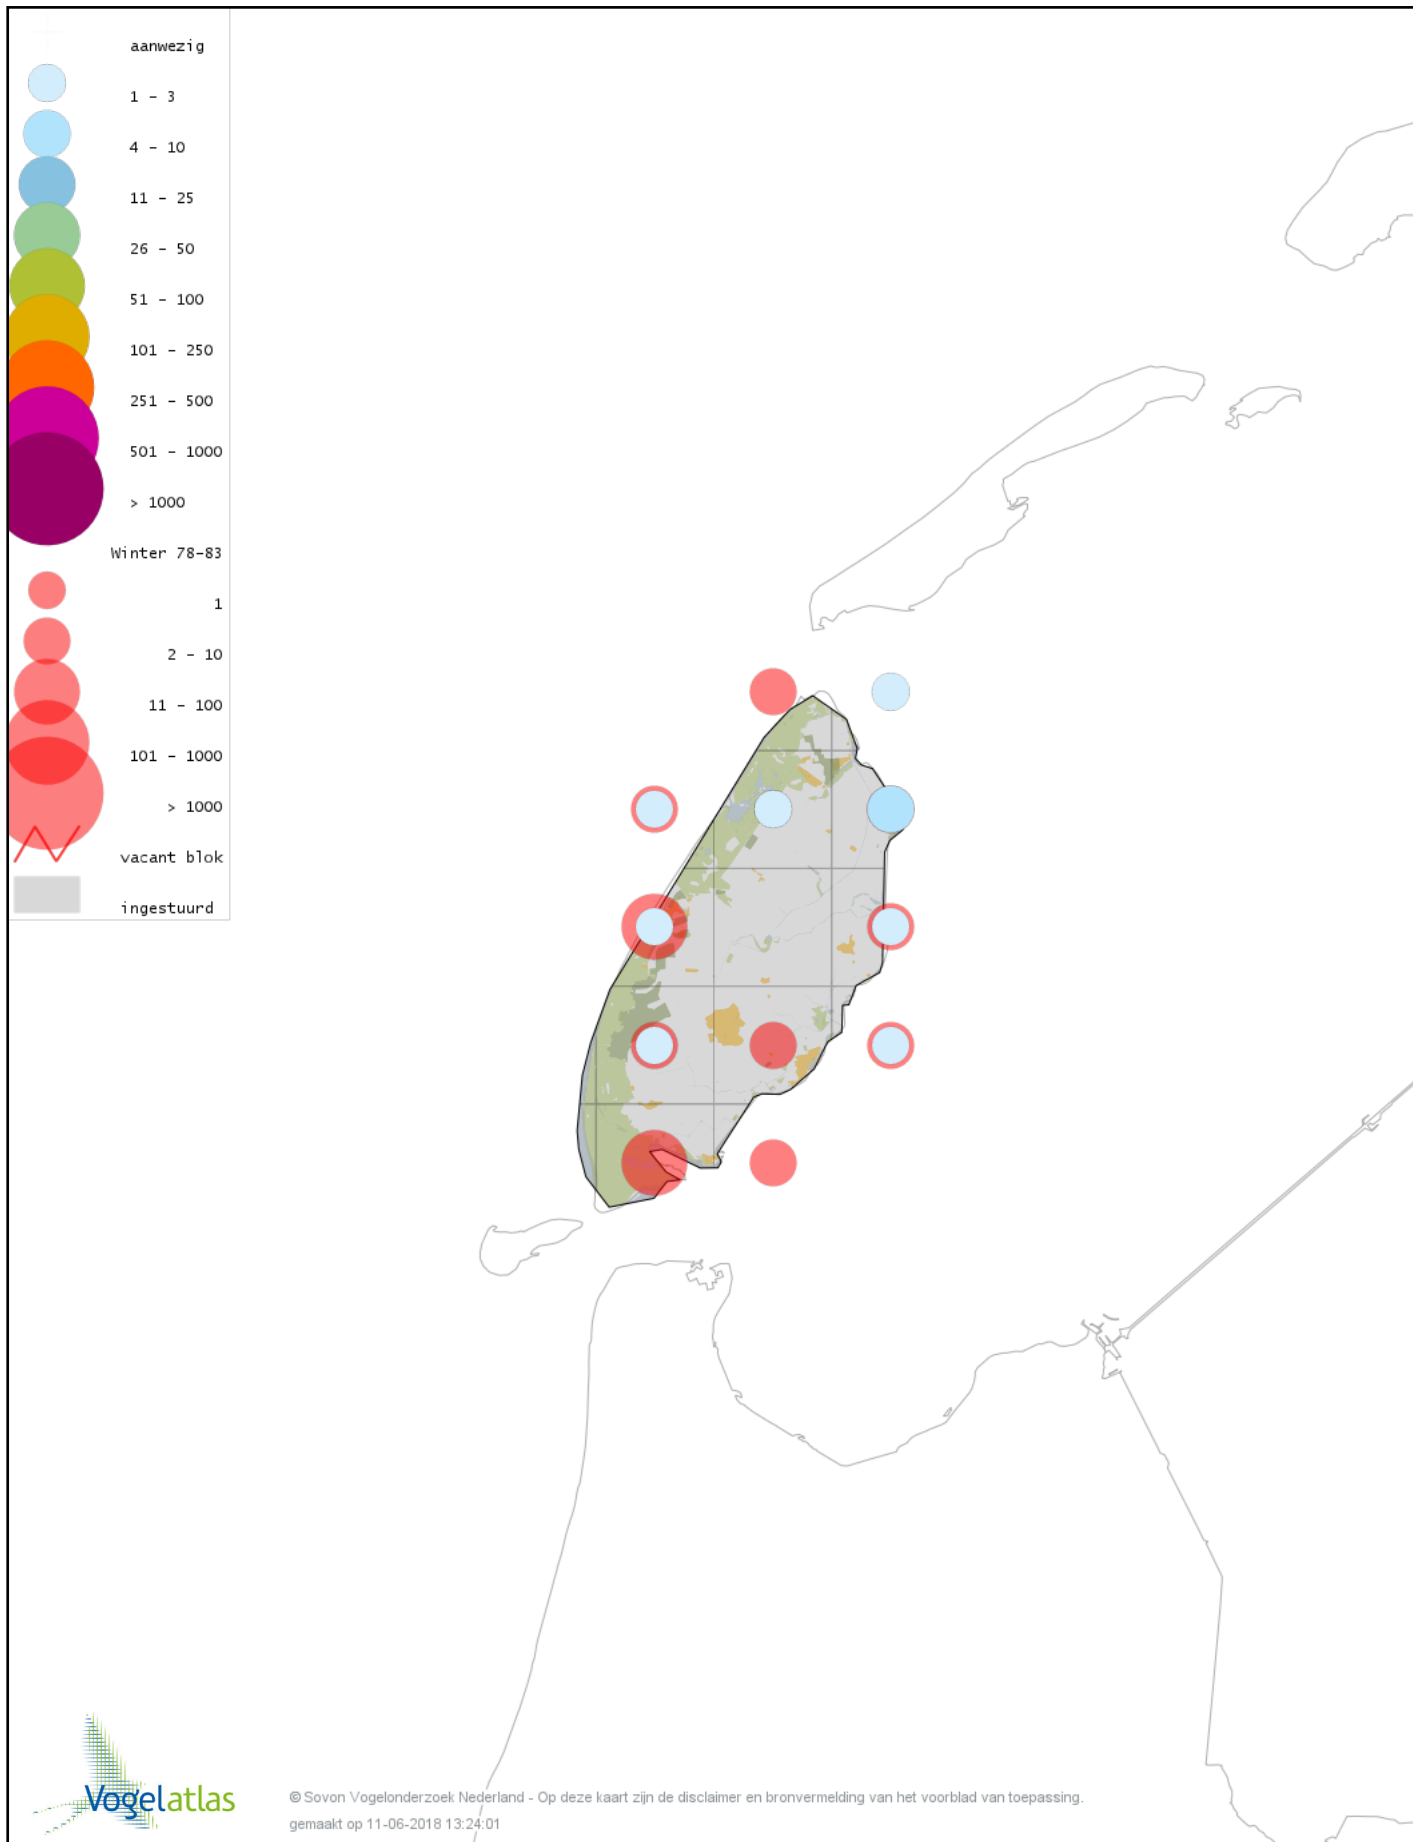 aanwezig
1 – 3
4 – 10
11 – 25
26 – 50
51 – 100
101 – 250
251 – 500
501 – 1000
> 1000
Winter 78–83
1
2 – 10
11 – 100
101 – 1000
> 1000
vacant blok
ingestuurd
Vogelatlas
© Sovon Vogelonderzoek Nederland - Op deze kaart zijn de disclaimer en bronvermelding van het voorblad van toepassing.
gemaakt op 11-06-2018 13:24:01